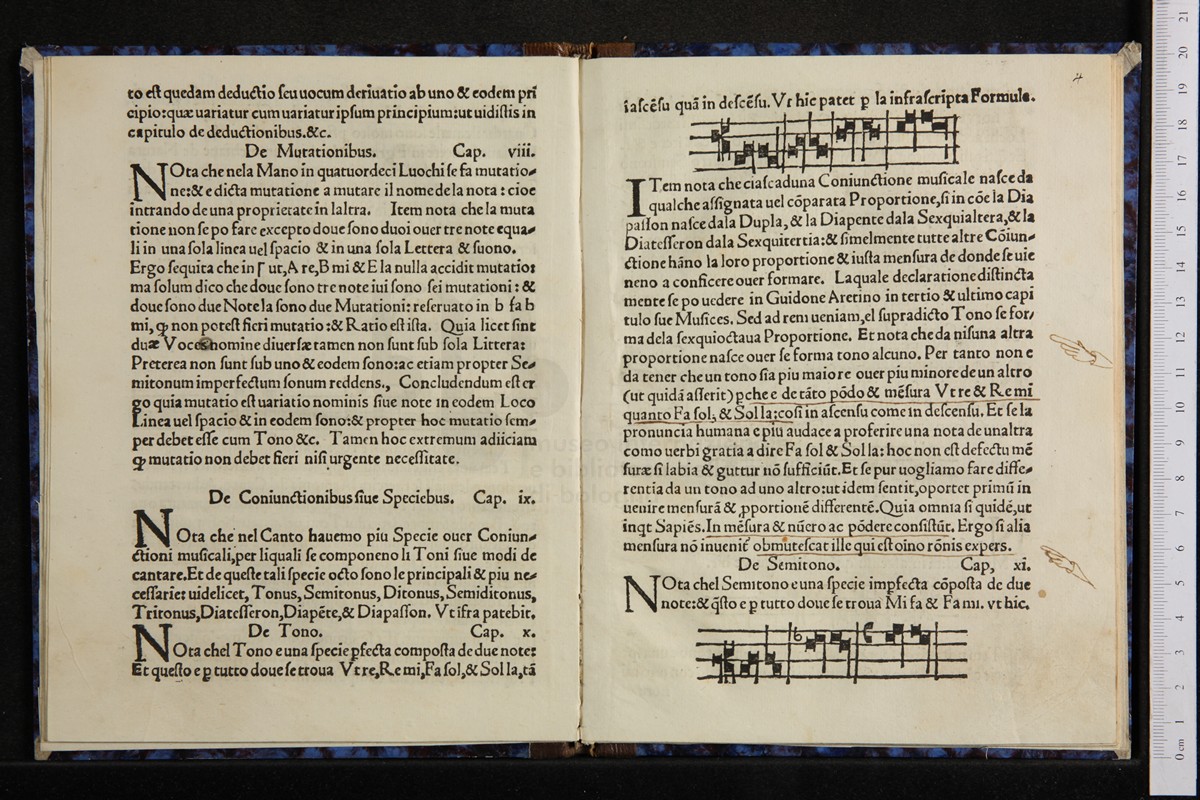 to est quedam deductio seu uocum deriuatio ab uno & eodem pri
cipio:quæ uariatur cum uariatur ipsum principium:ut uidistis in
capitulo de deductionibus.&c.
De Mutationibus. Cap. viii.
NOta che nela Mano in quatuordeci Luochi se fa mutatio-
ne:& e dicta mutatione a mutare il nome de la nota : cioe
intrando de una proprietate in laltra. Item nota che la muta
tione non se po fare excepto doue sono duoi ouer tre note equa-
li in una sola linea uel spacio & in una sola Lettera & suono.
Ergo sequita che in Γ ut,A re,B mi & E la nulla accidit mutatio:
ma solum dico che doue sono tre note iui sono sei mutationi : &
doue sono due Note la sono due Mutationi: reseruato in b fa b
mi, ꝙ non potest fieri mutatio :& Ratio est ista. Quia licet sint
duæ Voces nomine diuersæ tamen non sunt sub sola Littera:
Preterea non sunt sub uno & eodem sono:ac etiam propter Se-
mitonum imperfectum sonum reddens., Concludendum est er
go quia mutatio est uariatio nominis siue note in eodem Loco
Linea uel spacio & in eodem sono:& propter hoc mutatio sem-
per debet esse cum Tono &c. Tamen hoc extremum adiiciam
ꝙ mutatio non debet fieri nisi urgente necessitate.
De Coniunctionibus siue Speciebus. Cap. ix.
NOta che nel Canto hauemo piu Specie ouer Coniun-
ctioni musicali,per liquali se componeno li Toni siue modi de
cantare.Et de queste tali specie octo sono le principali & piu ne-
cessarie: uidelicet, Tonus, Semitonus, Ditonus, Semiditonus,
Tritonus,Diatesseron,Diapēte,& Diapasson. Vt ifra patebit.
De Tono. Cap. x.
NOta chel Tono e una specie ꝑfecta composta de due note:
Et questo e ꝑ tutto doue se troua Vt re,Re mi,Fa sol,& Sol la,tā
i ascēsu quā in descēsu. Vt hic patet ꝑ la infrascripta Formula.
ITem nota che ciascaduna Coniunctione musicale nasce da
qualche assignata uel cōparata Proportione,si in cōe la Dia
passon nasce dala Dupla,& la Diapente dala Sexquialtera,& la
Diatesseron dala Sexquitertia:& similmente tutte altre Cōiun-
ctione hāno la loro proportione & iusta mensura de donde se uie
neno a conficere ouer formare. Laquale declaratione distincta
mente se po uedere in Guidone Aretino in tertio & ultimo capi
tulo sue Musices. Sed ad rem ueniam,el supradicto Tono se for-
ma dela sexquioctaua Proportione. Et nota che da nisuna altra
proportione nasce ouer se forma tono alcuno. Per tanto non e
da tener che un tono sia piu maiore ouer piu minore de un altro
(ut quidā asserit) ꝑche e de tāto pōdo & mēsura Vt re & Re mi
quanto Fa sol, & Sol la:cosi in ascensu come in descensu. Et se la
pronuncia humana e piu audace a proferire una nota de unaltra
como uerbi gratia a dire Fa sol & Sol la: hoc non est defectu mē
suræ si labia & guttur nō sufficiūt.Et se pur uogliamo fare diffe-
rentia da un tono ad uno altro:ut idem sentit,oportet primū in
uenire mensurā & ꝓportionē differentē. Quia omnia si quidē,ut
inqt Sapiēs.In mēsura & nūero ac pōdere consistūt. Ergo si alia
mensura nō inuenit obmutescat ille qui est oīno rōnis expers.
De Semitono. Cap, xi.
NOta chel Semitono e una specie impfecta cōposta de due
note:& q̄sto e ꝑ tutto doue se troua Mi fa & Fa mi. vt hic.